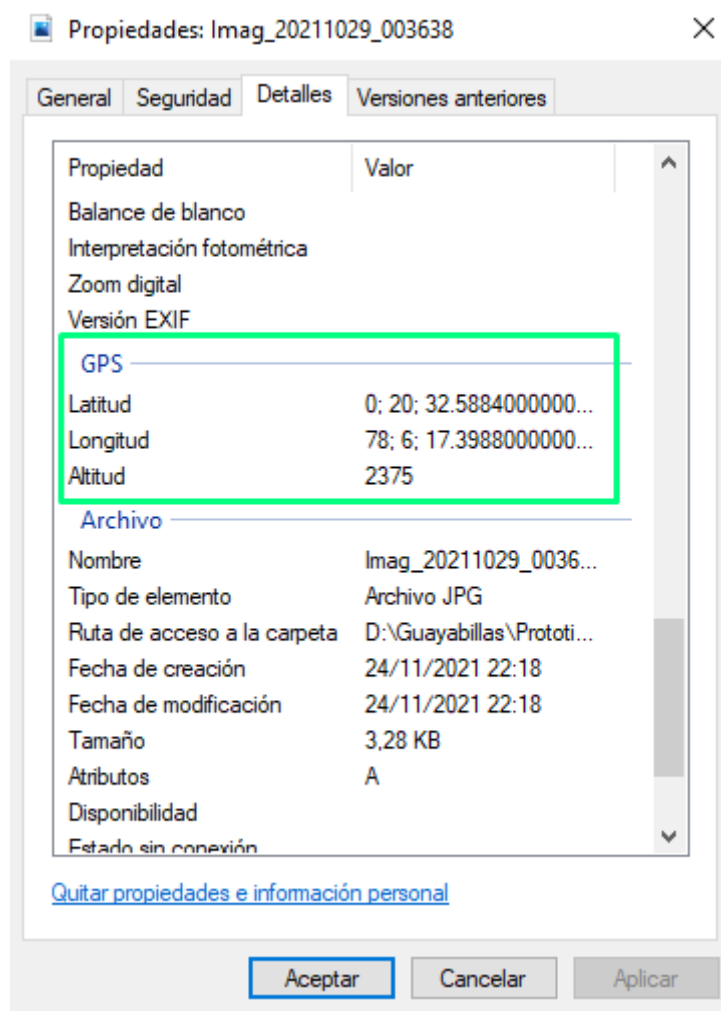 Propiedades: Imag_20211029_003638
General Seguridad Detalles Versiones anteriores
Propiedad Valor
Balance de blanco
Interpretación fotométrica
Zoom digital
Versión EXIF
GPS
Latitud 0; 20; 32.5884000000...
Longitud 78; 6; 17.3988000000...
Altitud 2375
Archivo
Nombre Imag_20211029_0036...
Tipo de elemento Archivo JPG
Ruta de acceso a la carpeta D:\Guayabillas\Prototi...
Fecha de creación 24/11/2021 22:18
Fecha de modificación 24/11/2021 22:18
Tamaño 3,28 KB
Atributos A
Disponibilidad
Estado sin conexión
Quitar propiedades e información personal
Aceptar Cancelar Aplicar